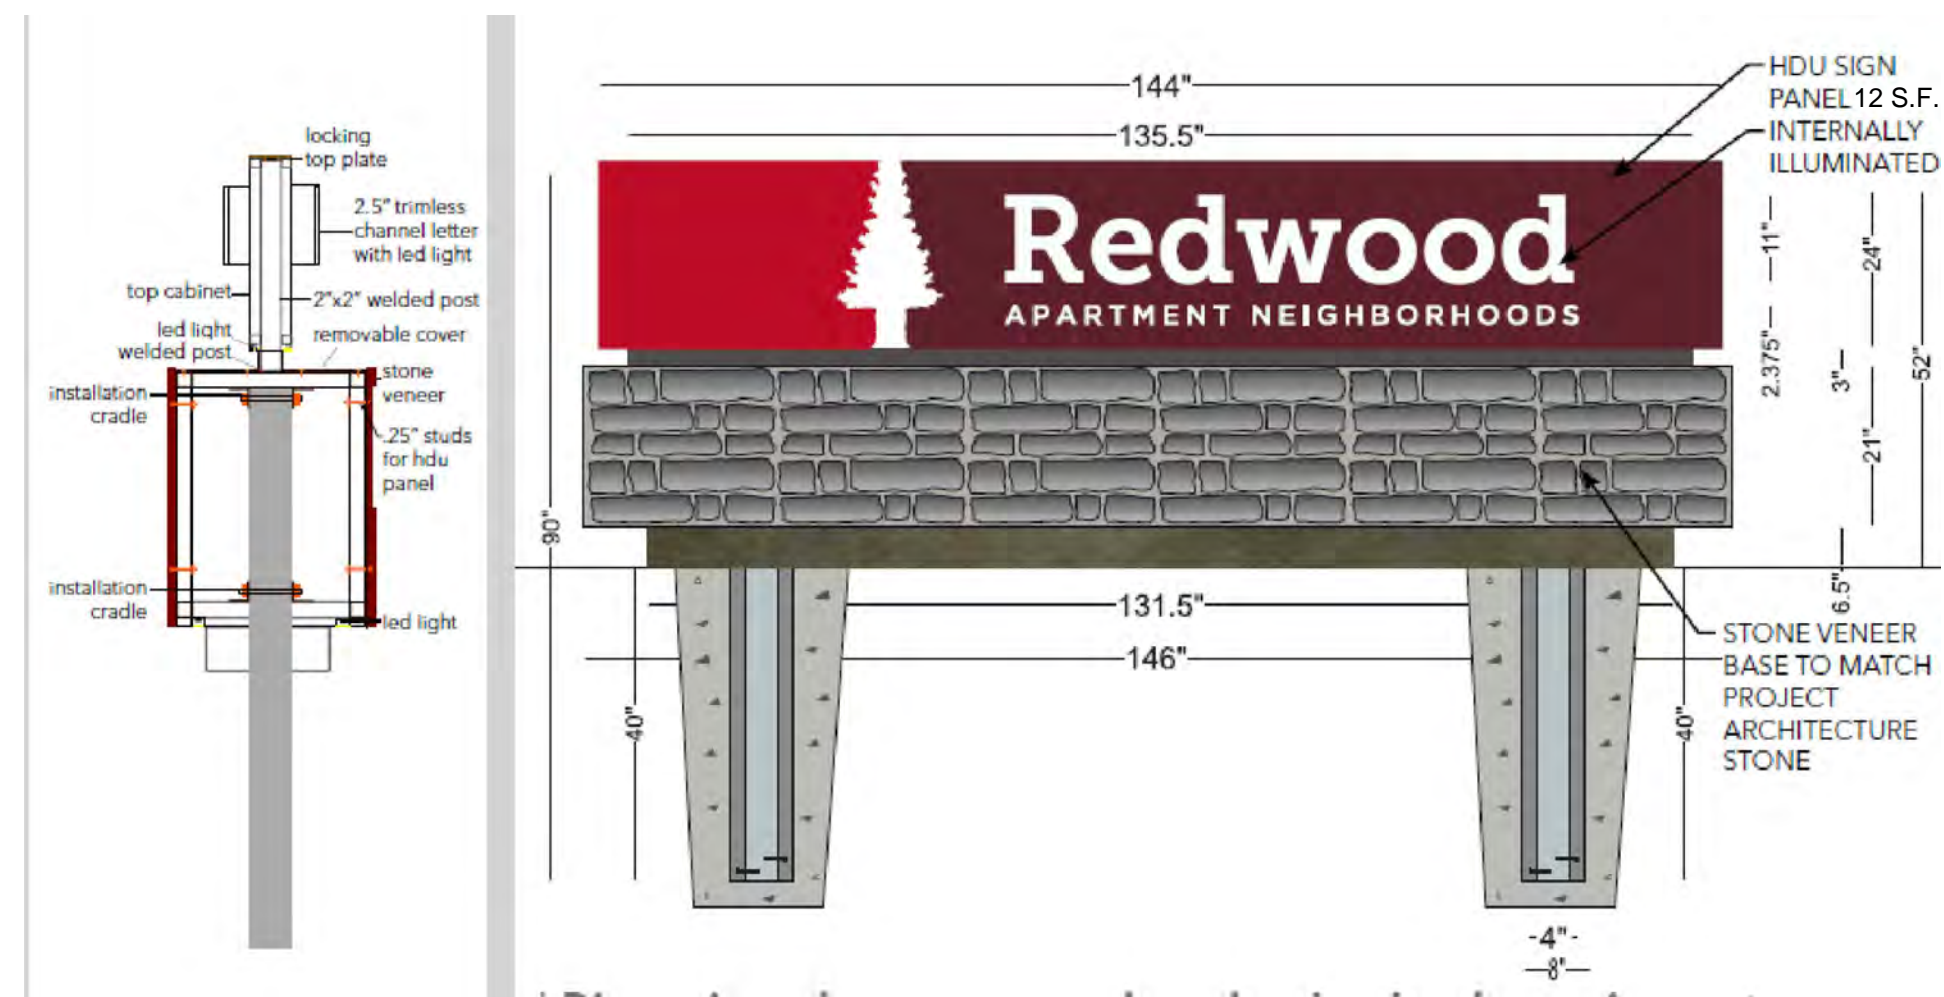 locking
top plate
2.5" trimless
channel letter
with led light
top cabinet
2"x2" welded post
led light
welded post
removable cover
stone
veneer
installation
cradle
.25" studs
for hdu
panel
installation
cradle
led light
144"
135.5"
HDU SIGN
PANEL 12 S.F.
INTERNALLY
ILLUMINATED
Redwood
APARTMENT NEIGHBORHOODS
11"
24"
2.375"
3"
52"
21"
90"
6.5"
131.5"
146"
40"
40"
STONE VENEER
BASE TO MATCH
PROJECT
ARCHITECTURE
STONE
4"
8"